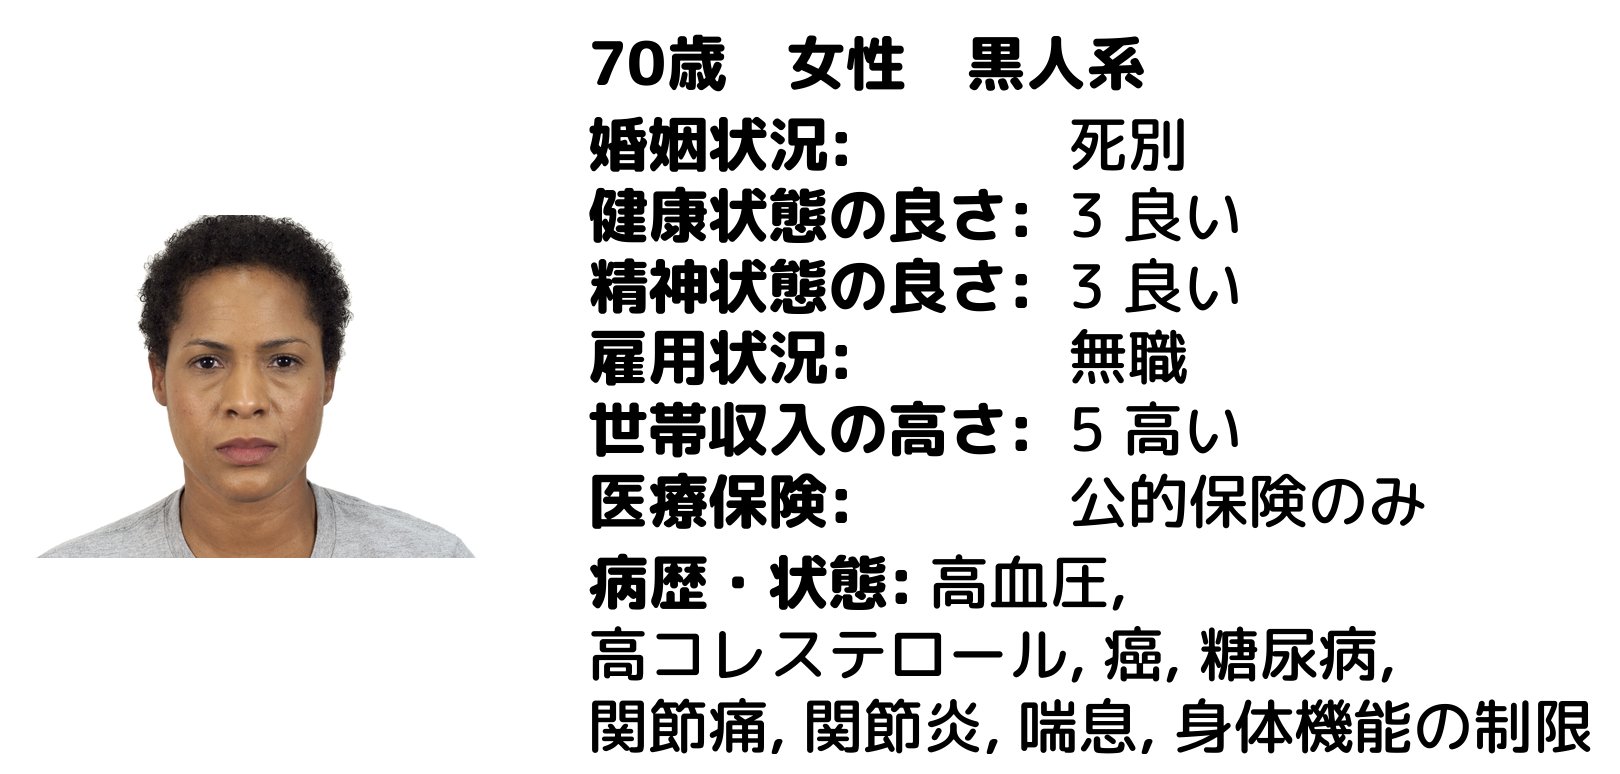 70歳　女性　黒人系
婚姻状況: 死別
健康状態の良さ: 3 良い
精神状態の良さ: 3 良い
雇用状況: 無職
世帯収入の高さ: 5 高い
医療保険: 公的保険のみ
病歴・状態: 高血圧,
高コレステロール, 癌, 糖尿病,
関節痛, 関節炎, 喘息, 身体機能の制限